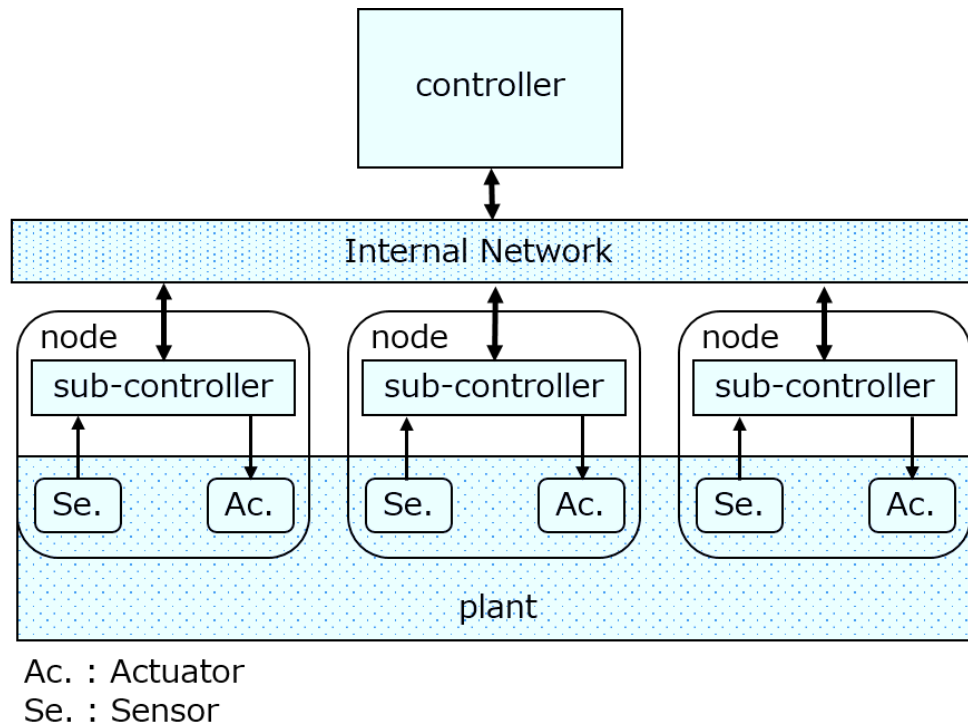 controller
Internal Network
node
node
node
sub-controller
sub-controller
sub-controller
Se.
Ac.
Se.
Ac.
Se.
Ac.
plant
Ac. : Actuator
Se. : Sensor